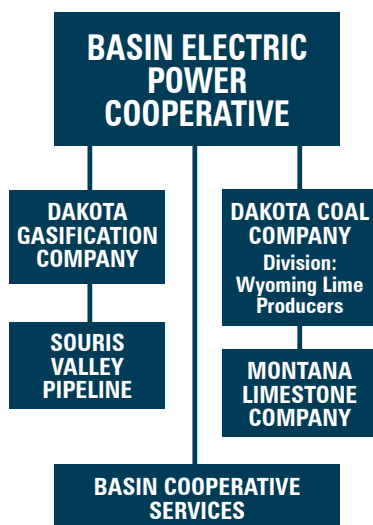 BASIN ELECTRIC
POWER
COOPERATIVE
DAKOTA
GASIFICATION
COMPANY
SOURIS
VALLEY
PIPELINE
DAKOTA COAL
COMPANY
Division:
Wyoming Lime
Producers
MONTANA
LIMESTONE
COMPANY
BASIN COOPERATIVE
SERVICES